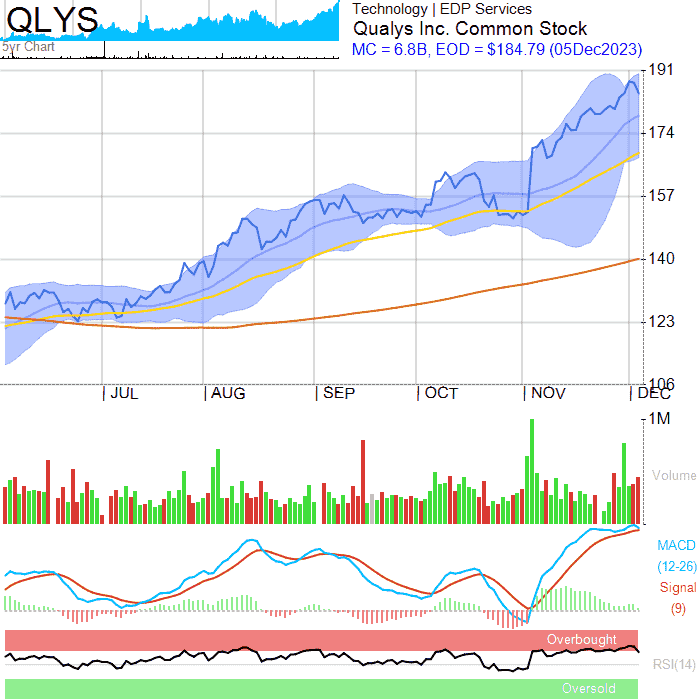 QLYS
5yr Chart
Technology | EDP Services
Qualys Inc. Common Stock
MC = 6.8B, EOD = $184.79 (05Dec2023)
191
174
157
140
123
106
JUL AUG SEP OCT NOV DEC
1M
Volume
MACD
(12-26)
Signal
(9)
Overbought
RSI(14)
Oversold